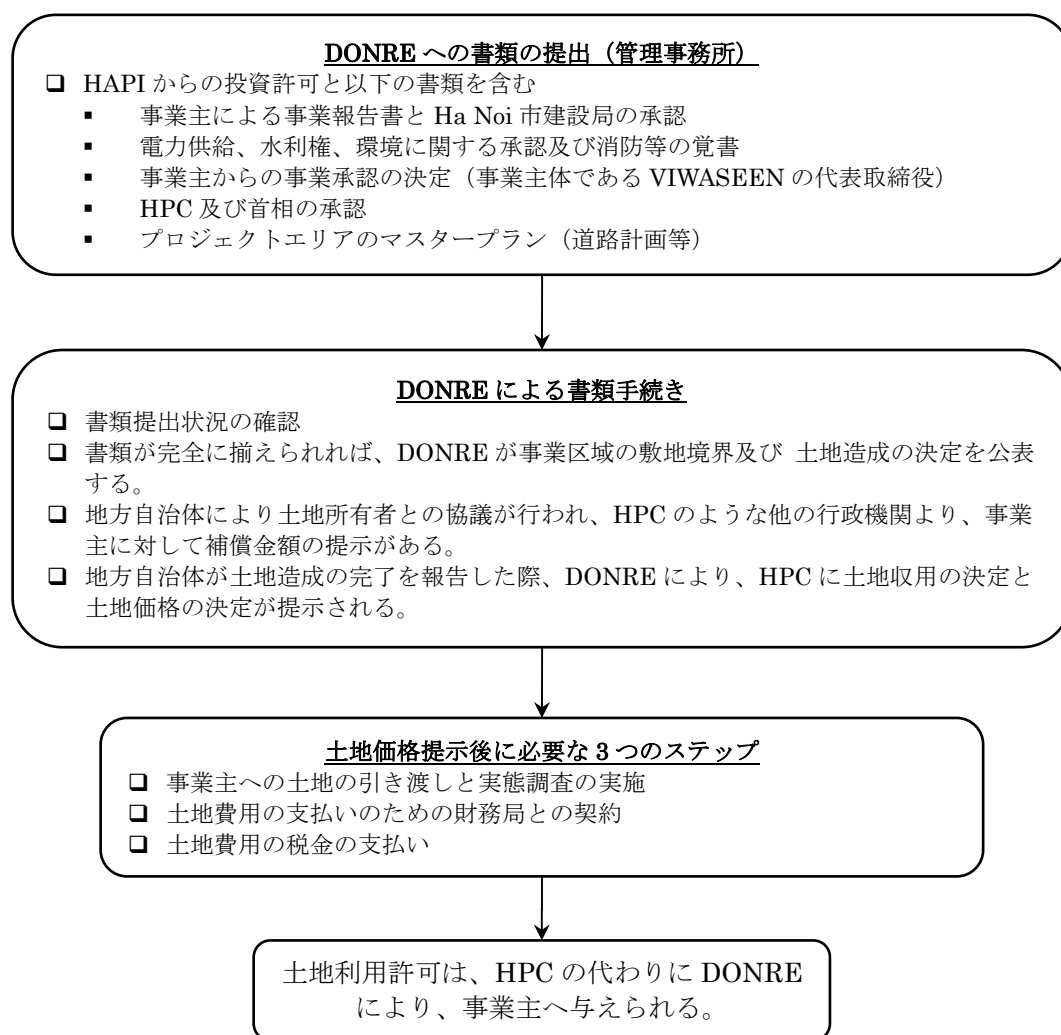 DONRE への書類の提出（管理事務所）
❑ HAPI からの投資許可と以下の書類を含む
▪ 事業主による事業報告書と Ha Noi 市建設局の承認
▪ 電力供給、水利権、環境に関する承認及び消防等の覚書
▪ 事業主からの事業承認の決定（事業主体である VIWASEEN の代表取締役）
▪ HPC 及び首相の承認
▪ プロジェクトエリアのマスタープラン（道路計画等）
DONRE による書類手続き
❑ 書類提出状況の確認
❑ 書類が完全に揃えられれば、DONRE が事業区域の敷地境界及び 土地造成の決定を公表
する。
❑ 地方自治体により土地所有者との協議が行われ、HPC のような他の行政機関より、事業
主に対して補償金額の提示がある。
❑ 地方自治体が土地造成の完了を報告した際、DONRE により、HPC に土地収用の決定と
土地価格の決定が提示される。
土地価格提示後に必要な 3 つのステップ
❑ 事業主への土地の引き渡しと実態調査の実施
❑ 土地費用の支払いのための財務局との契約
❑ 土地費用の税金の支払い
土地利用許可は、HPC の代わりに DONRE
により、事業主へ与えられる。